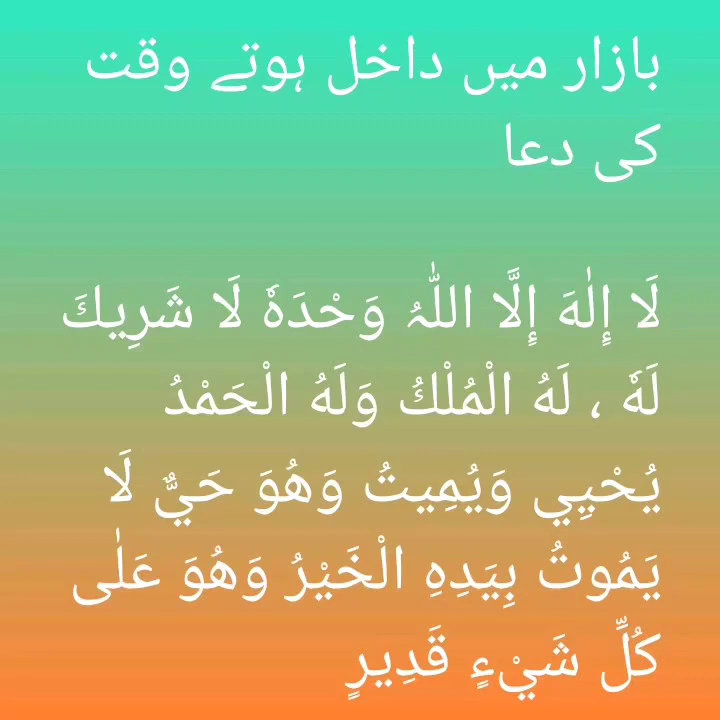 بازار میں داخل ہوتے وقت
کی دعا
لَا إِلٰهَ إِلَّا اللّٰہُ وَحْدَهٗ لَا شَرِيكَ
لَهٗ ، لَهُ الْمُلْكُ وَلَهُ الْحَمْدُ
يُحْيِي وَيُمِيتُ وَهُوَ حَيٌّ لَا
يَمُوتُ بِيَدِهِ الْخَيْرُ وَهُوَ عَلٰى
كُلِّ شَيْءٍ قَدِيرٍ